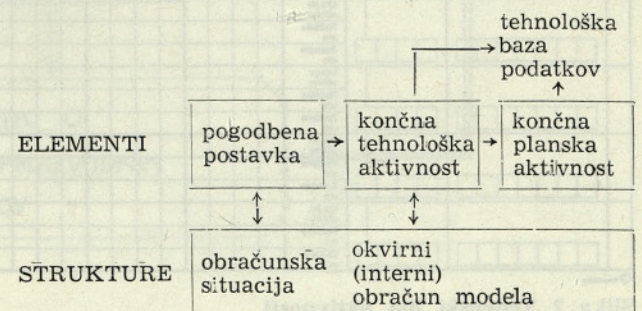 tehnološka
baza
podatkov
ELEMENTI
pogodbena
postavka
končna
tehnološka
aktivnost
končna
planska
aktivnost
STRUKTURE
obračunska
situacija
okvirni
(interni)
obračun modela